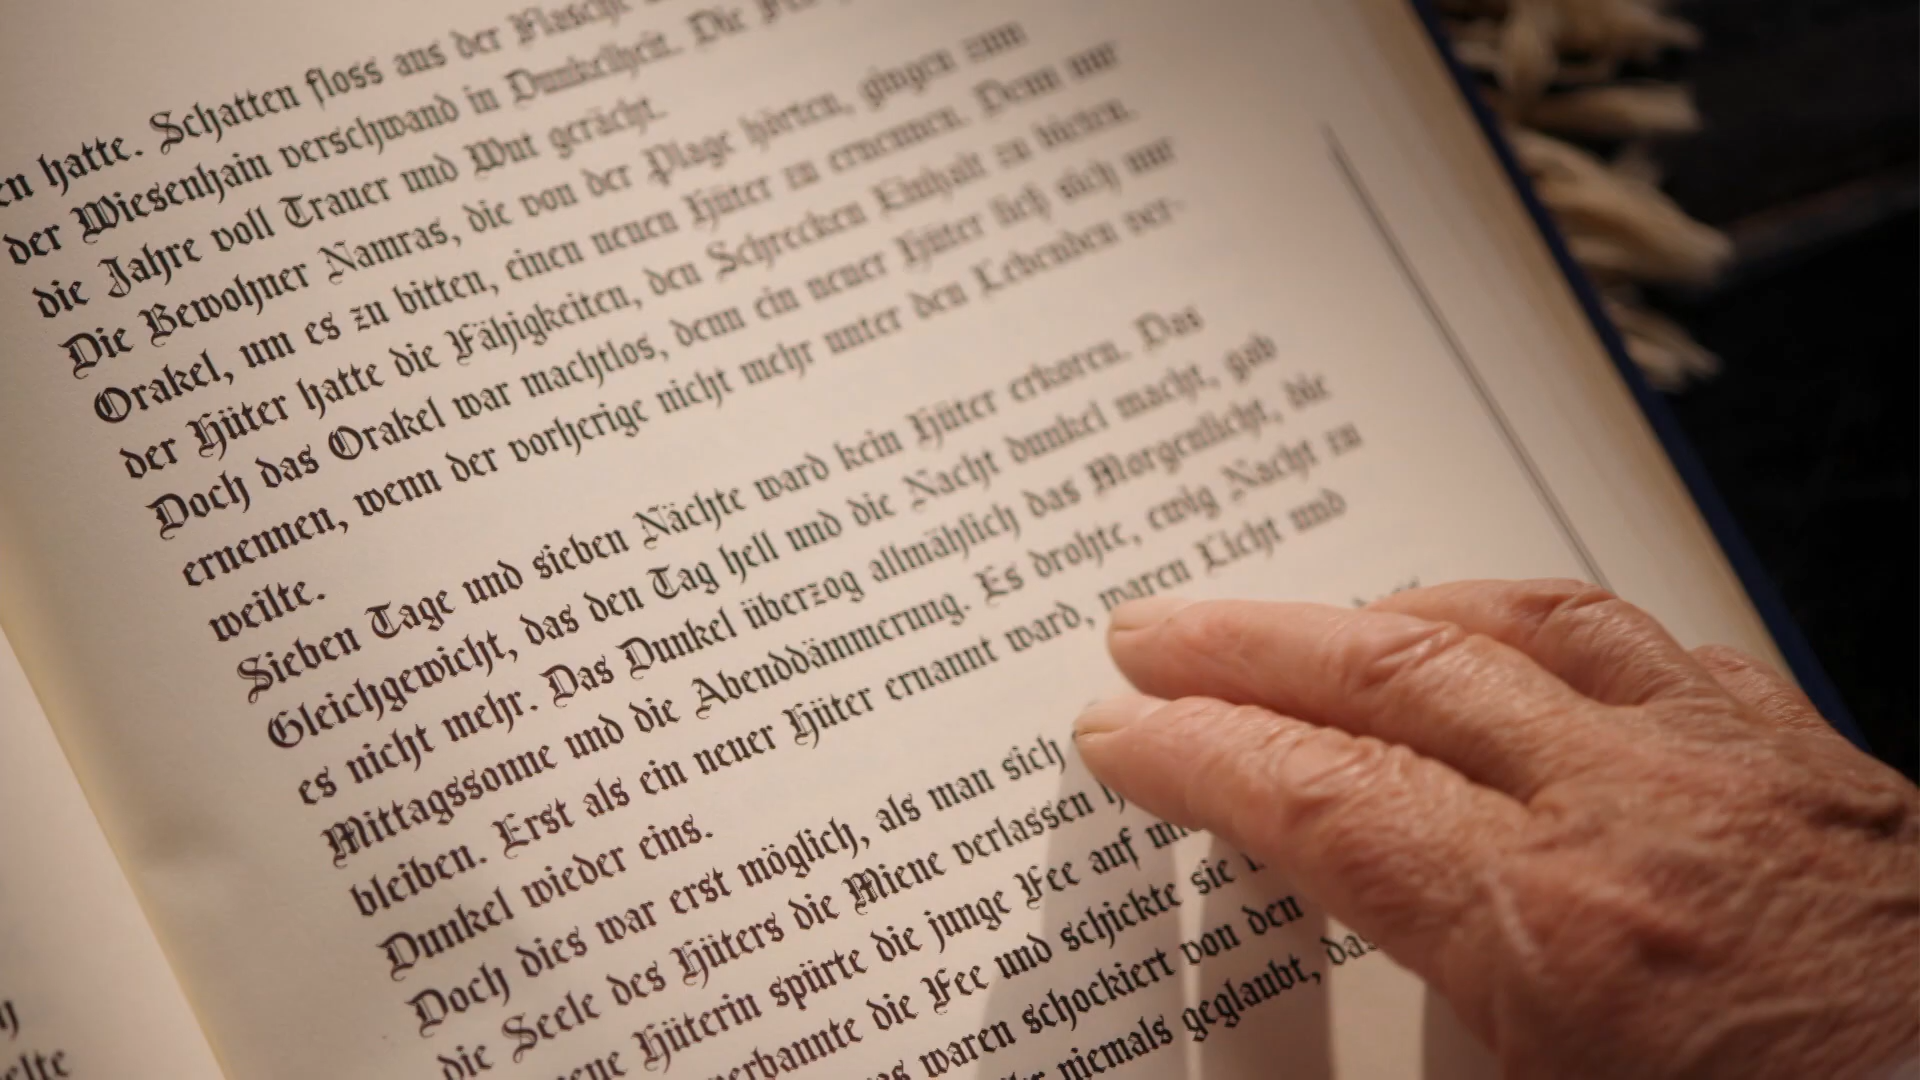 hatte. Schatten floss aus der Flasche
der Wiesenhain verschwand in Dunkelheit. Die
die Jahre voll Trauer und Wut gerächt.
Die Bewohner Namras, die von der Plage hörten, gingen zum
Orakel, um es zu bitten, einen neuen Hüter zu ernennen. Denn nur
der Hüter hatte die Fähigkeiten, den Schrecken Einhalt zu bieten.
Doch das Orakel war machtlos, denn ein neuer Hüter ließ sich nur
ernennen, wenn der vorherige nicht mehr unter den Lebenden ver-
weilte.
Sieben Tage und sieben Nächte ward kein Hüter erkoren. Das
Gleichgewicht, das den Tag hell und die Nacht dunkel macht, gab
es nicht mehr. Das Dunkel überzog allmählich das Morgenlicht, die
Mittagssonne und die Abenddämmerung. Es drohte, ewig Nacht zu
bleiben. Erst als ein neuer Hüter ernannt ward, waren Licht und
Dunkel wieder eins.
Doch dies war erst möglich, als man sich
die Seele des Hüters die Miene verlassen
Hüterin spürte die junge Fee auf
verbannte die Fee und schickte sie
waren schockiert von den
niemals geglaubt,